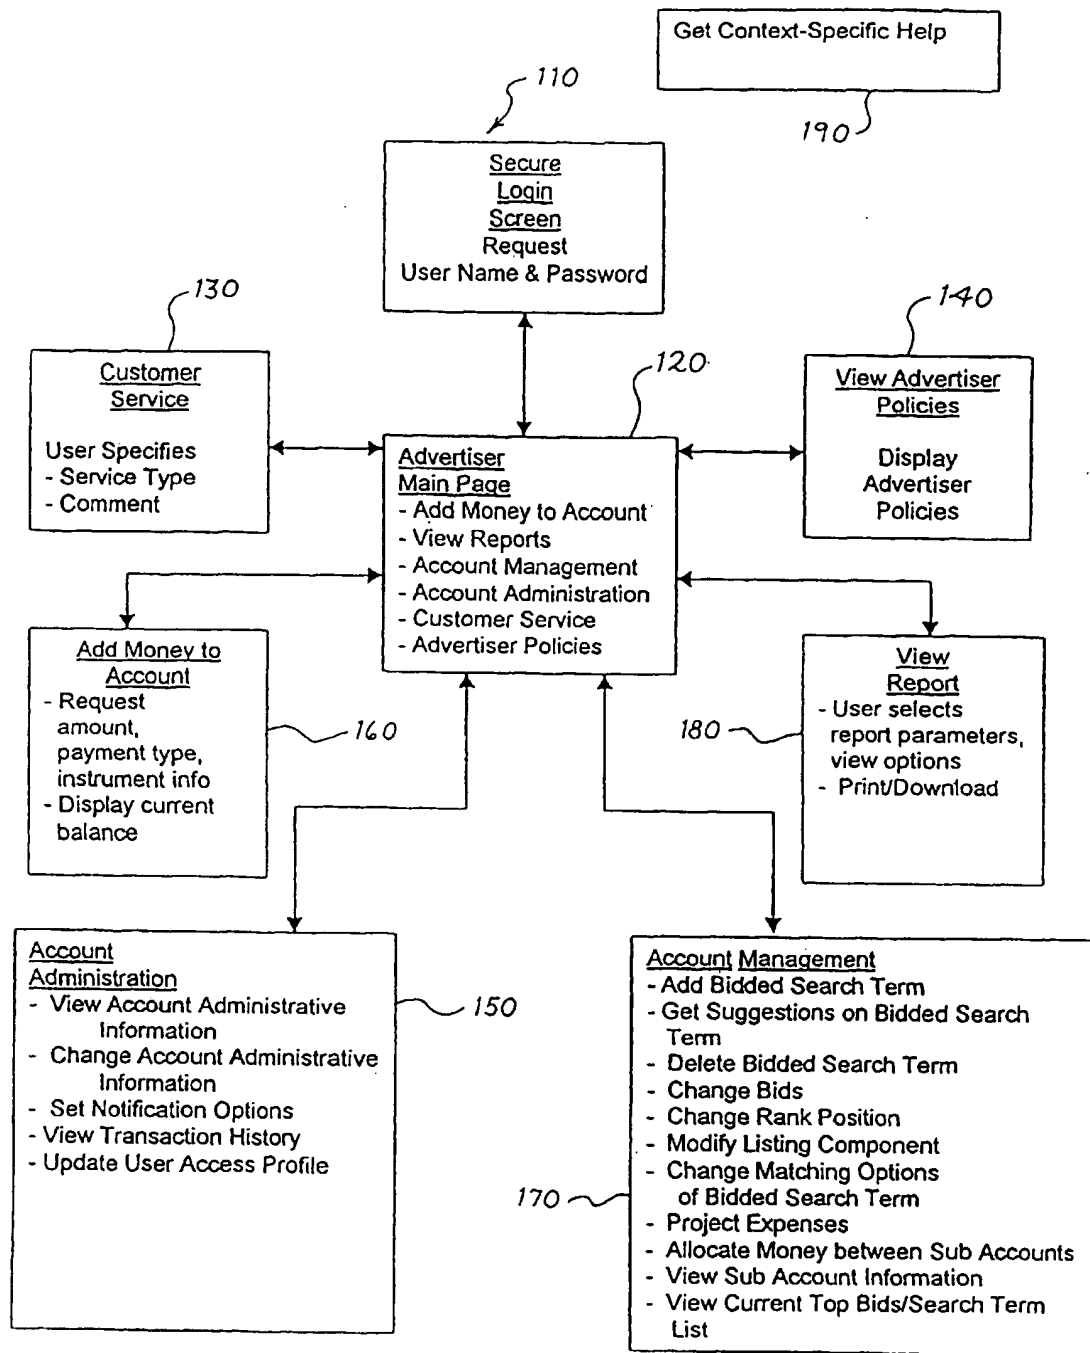 Get Context-Specific Help
190
110
Secure
Login
Screen
Request
User Name & Password
130
Customer
Service
User Specifies
- Service Type
- Comment
140
View Advertiser
Policies
Display
Advertiser
Policies
120
Advertiser
Main Page
- Add Money to Account
- View Reports
- Account Management
- Account Administration
- Customer Service
- Advertiser Policies
Add Money to
Account
- Request
amount,
payment type,
instrument info
- Display current
balance
160
View
Report
- User selects
report parameters,
view options
- Print/Download
180
Account
Administration
- View Account Administrative
Information
- Change Account Administrative
Information
- Set Notification Options
- View Transaction History
- Update User Access Profile
150
Account Management
- Add Bidded Search Term
- Get Suggestions on Bidded Search
Term
- Delete Bidded Search Term
- Change Bids
- Change Rank Position
- Modify Listing Component
- Change Matching Options
of Bidded Search Term
- Project Expenses
- Allocate Money between Sub Accounts
- View Sub Account Information
- View Current Top Bids/Search Term
List
170